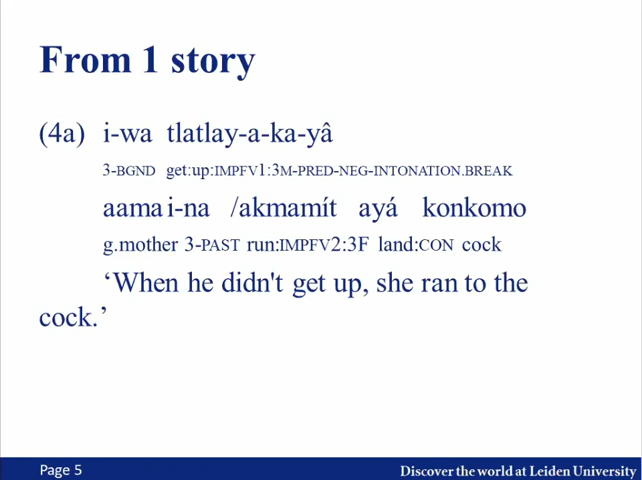 From 1 story
(4a) i-wa tlatlay-a-ka-yâ
3-BGND get:up:IMPFV1:3M-PRED-NEG-INTONATION.BREAK
aama i-na /akmamít ayá konkomo
g.mother 3-PAST run:IMPFV2:3F land:CON cock
‘When he didn't get up, she ran to the
cock.’
Page 5
Discover the world at Leiden University